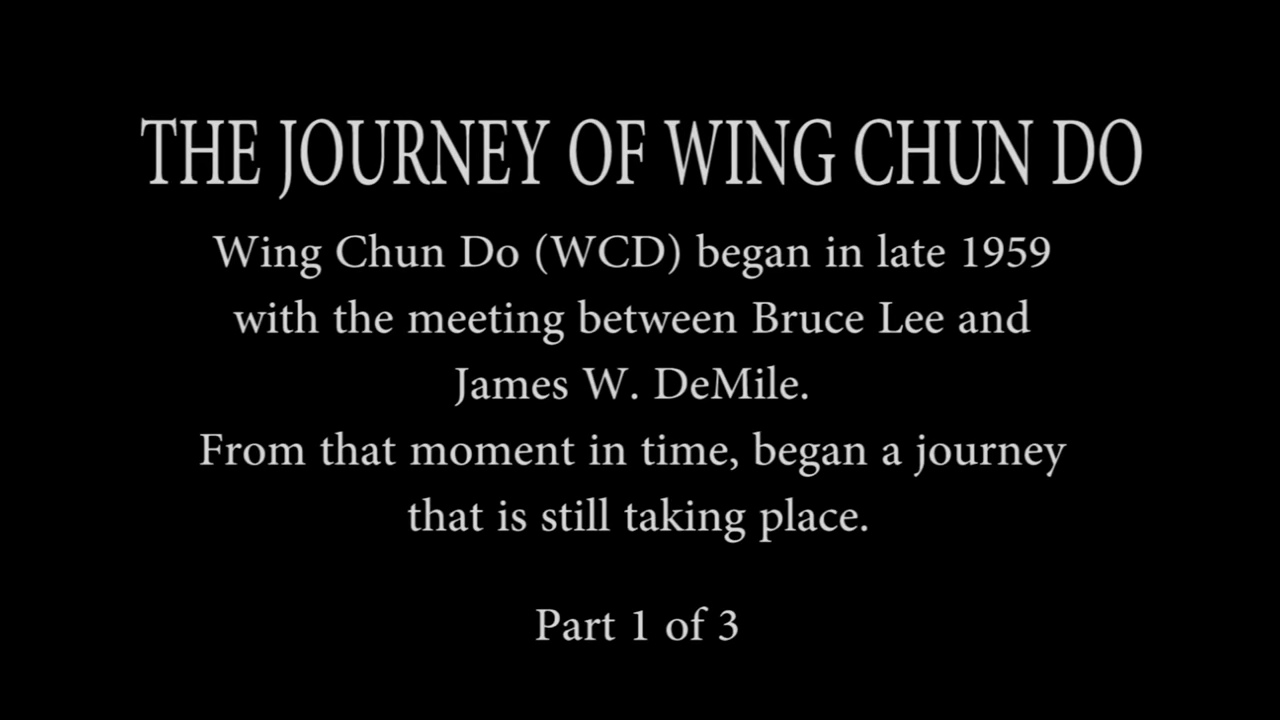 THE JOURNEY OF WING CHUN DO
Wing Chun Do (WCD) began in late 1959
with the meeting between Bruce Lee and
James W. DeMile.
From that moment in time, began a journey
that is still taking place.
Part 1 of 3